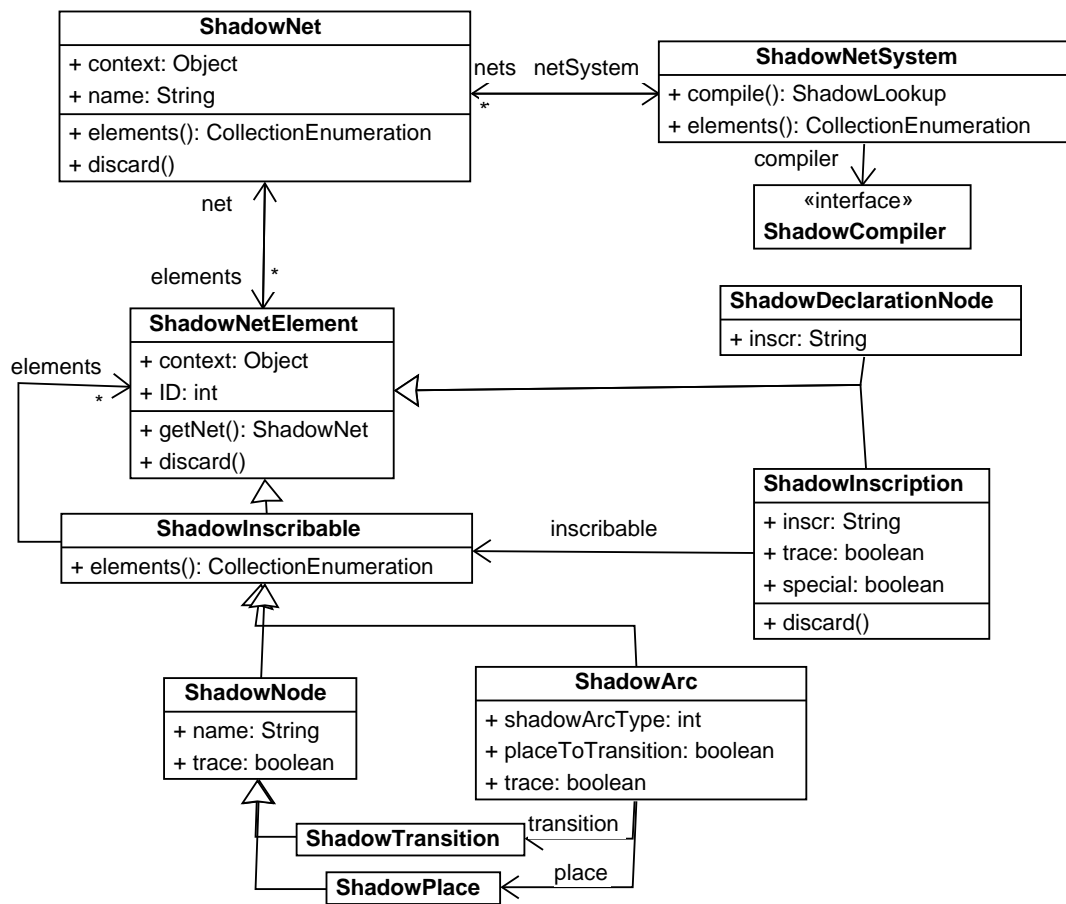 ShadowNet
+ context: Object
+ name: String
+ elements(): CollectionEnumeration
+ discard()
nets
netSystem
*
ShadowNetSystem
+ compile(): ShadowLookup
+ elements(): CollectionEnumeration
compiler
«interface»
ShadowCompiler
net
elements
*
ShadowNetElement
+ context: Object
+ ID: int
+ getNet(): ShadowNet
+ discard()
elements
*
ShadowDeclarationNode
+ inscr: String
ShadowInscribable
+ elements(): CollectionEnumeration
inscribable
ShadowInscription
+ inscr: String
+ trace: boolean
+ special: boolean
+ discard()
ShadowNode
+ name: String
+ trace: boolean
ShadowArc
+ shadowArcType: int
+ placeToTransition: boolean
+ trace: boolean
transition
ShadowTransition
place
ShadowPlace